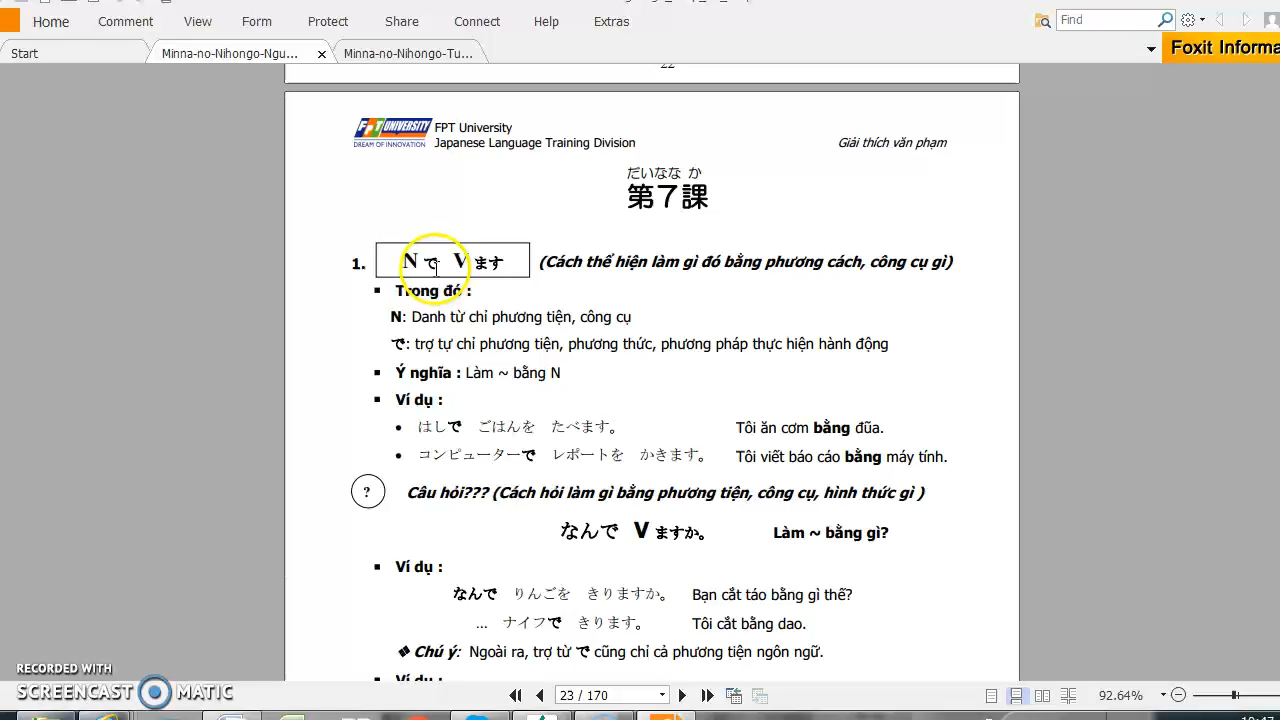 Home Comment View Form Protect Share Connect Help Extras Find
Start Minna-no-Nihongo-Ngu... Minna-no-Nihongo-Tu... Foxit Informa
22
FPT UNIVERSITY FPT University
DREAM OF INNOVATION Japanese Language Training Division Giải thích văn phạm
だいなな か
第7課
1. N で V ます (Cách thể hiện làm gì đó bằng phương cách, công cụ gì)
▪ Trong đó :
N: Danh từ chỉ phương tiện, công cụ
で: trợ tự chỉ phương tiện, phương thức, phương pháp thực hiện hành động
▪ Ý nghĩa : Làm ~ bằng N
▪ Ví dụ :
• はしで ごはんを たべます。 Tôi ăn cơm bằng đũa.
• コンピューターで レポートを かきます。 Tôi viết báo cáo bằng máy tính.
? Câu hỏi??? (Cách hỏi làm gì bằng phương tiện, công cụ, hình thức gì )
なんで V ますか。 Làm ~ bằng gì?
▪ Ví dụ :
なんで りんごを きりますか。 Bạn cắt táo bằng gì thế?
... ナイフで きります。 Tôi cắt bằng dao.
❖ Chú ý: Ngoài ra, trợ từ で cũng chỉ cả phương tiện ngôn ngữ.
▪ Ví dụ :
RECORDED WITH
SCREENCAST MATIC
23 / 170 92.64%